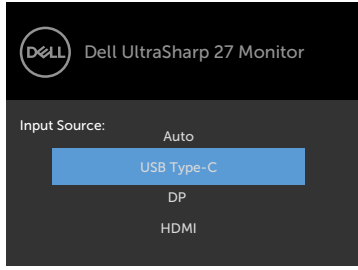 DELL
Dell UltraSharp 27 Monitor
Input Source:
Auto
USB Type-C
DP
HDMI